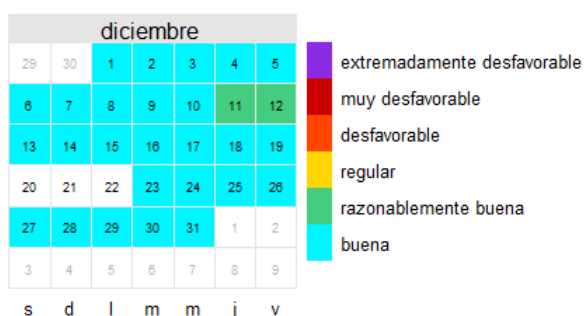 diciembre
29 30 1 2 3 4 5
6 7 8 9 10 11 12
13 14 15 16 17 18 19
20 21 22 23 24 25 26
27 28 29 30 31 1 2
3 4 5 6 7 8 9
s d l m m j v
extremadamente desfavorable
muy desfavorable
desfavorable
regular
razonablemente buena
buena